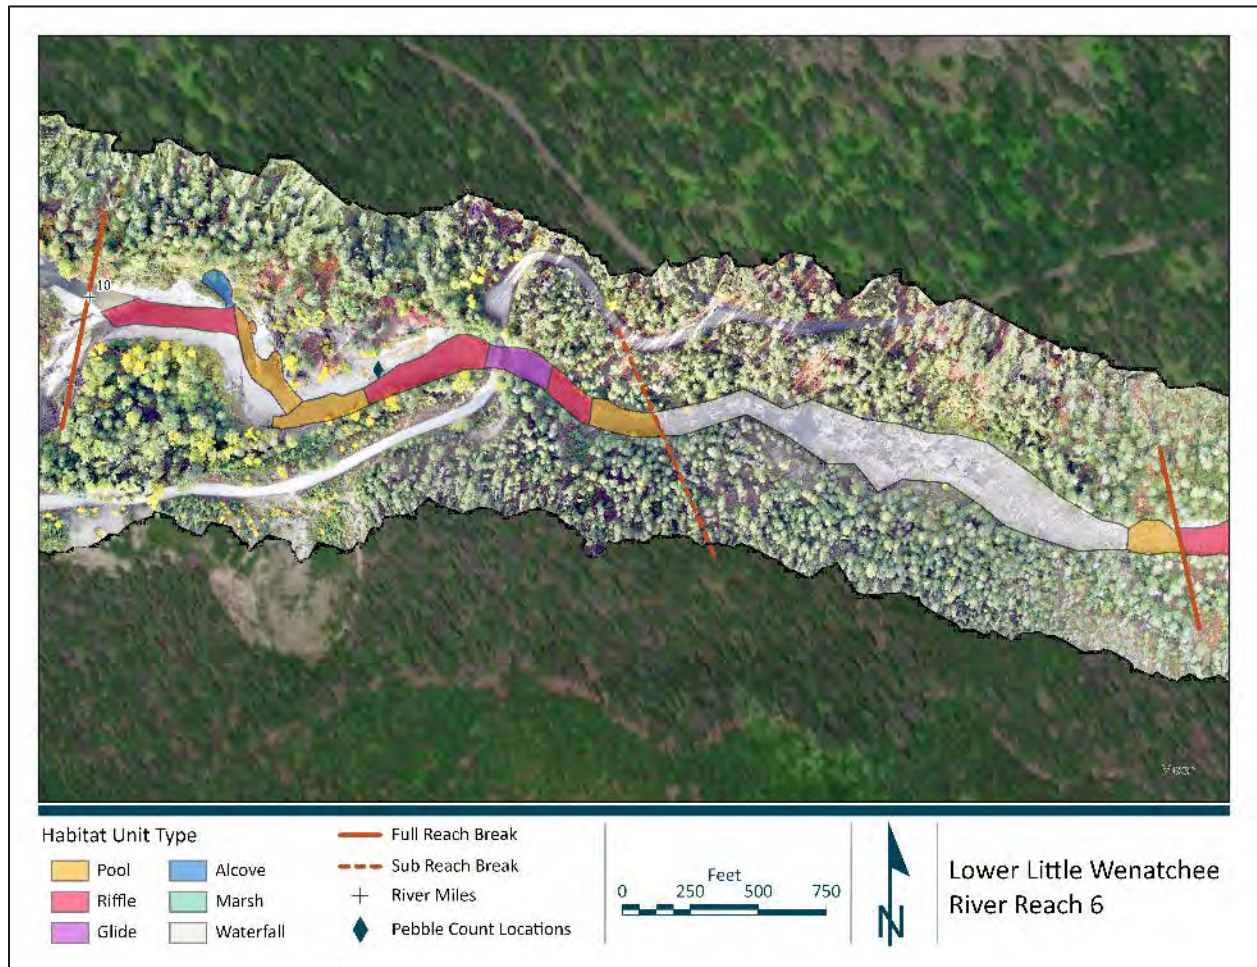 10
Habitat Unit Type
Pool
Riffle
Glide
Alcove
Marsh
Waterfall
Full Reach Break
Sub Reach Break
River Miles
Pebble Count Locations
Feet
0 250 500 750
N
Lower Little Wenatchee
River Reach 6